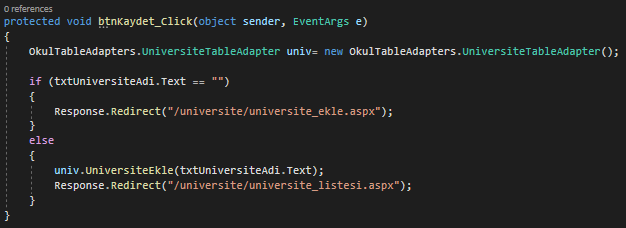 0 references
protected void btnKaydet_Click(object sender, EventArgs e)
{
OkulTableAdapters.UniversiteTableAdapter univ= new OkulTableAdapters.UniversiteTableAdapter();
if (txtUniversiteAdi.Text == "")
{
Response.Redirect("/universite/universite_ekle.aspx");
}
else
{
univ.UniversiteEkle(txtUniversiteAdi.Text);
Response.Redirect("/universite/universite_listesi.aspx");
}
}